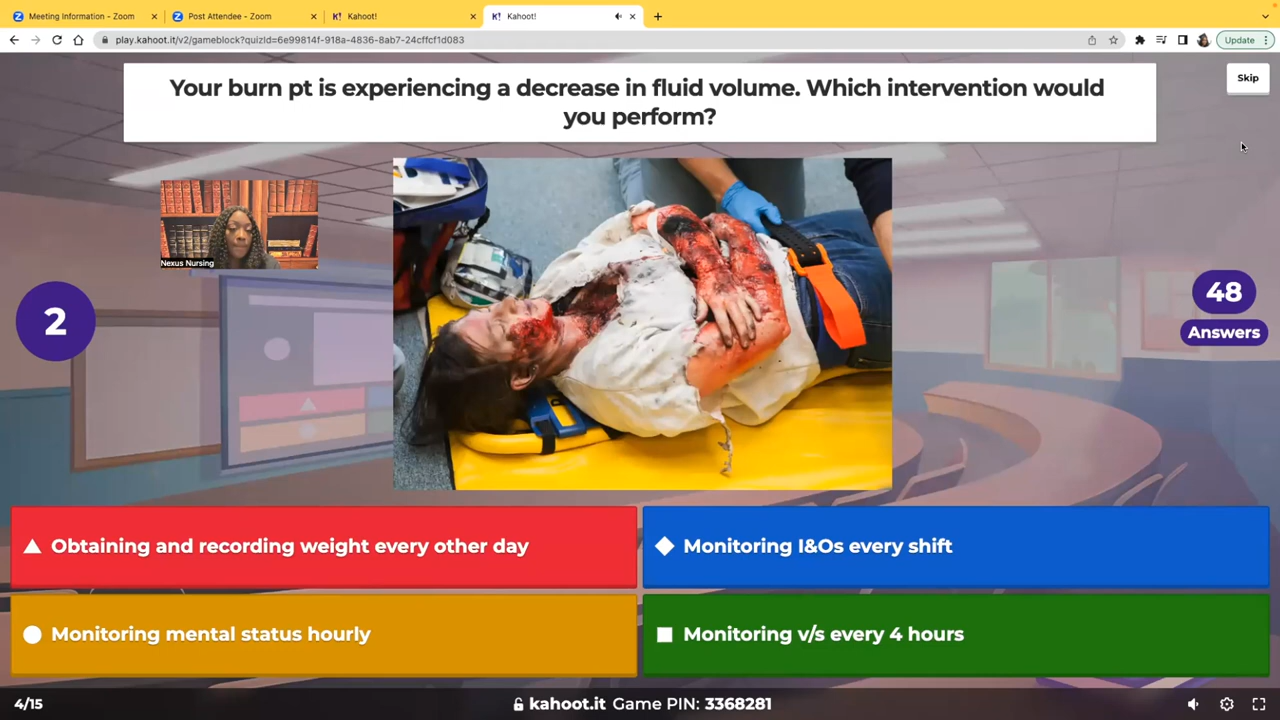 Meeting Information - Zoom
Post Attendee - Zoom
Kahoot!
Kahoot!
play.kahoot.it/v2/gameblock?quizId=6e99814f-918a-4836-8ab7-24cffcf1d083
Update
Your burn pt is experiencing a decrease in fluid volume. Which intervention would
you perform?
Skip
Nexus Nursing
2
48
Answers
Obtaining and recording weight every other day
Monitoring I&Os every shift
Monitoring mental status hourly
Monitoring v/s every 4 hours
4/15
kahoot.it Game PIN: 3368281